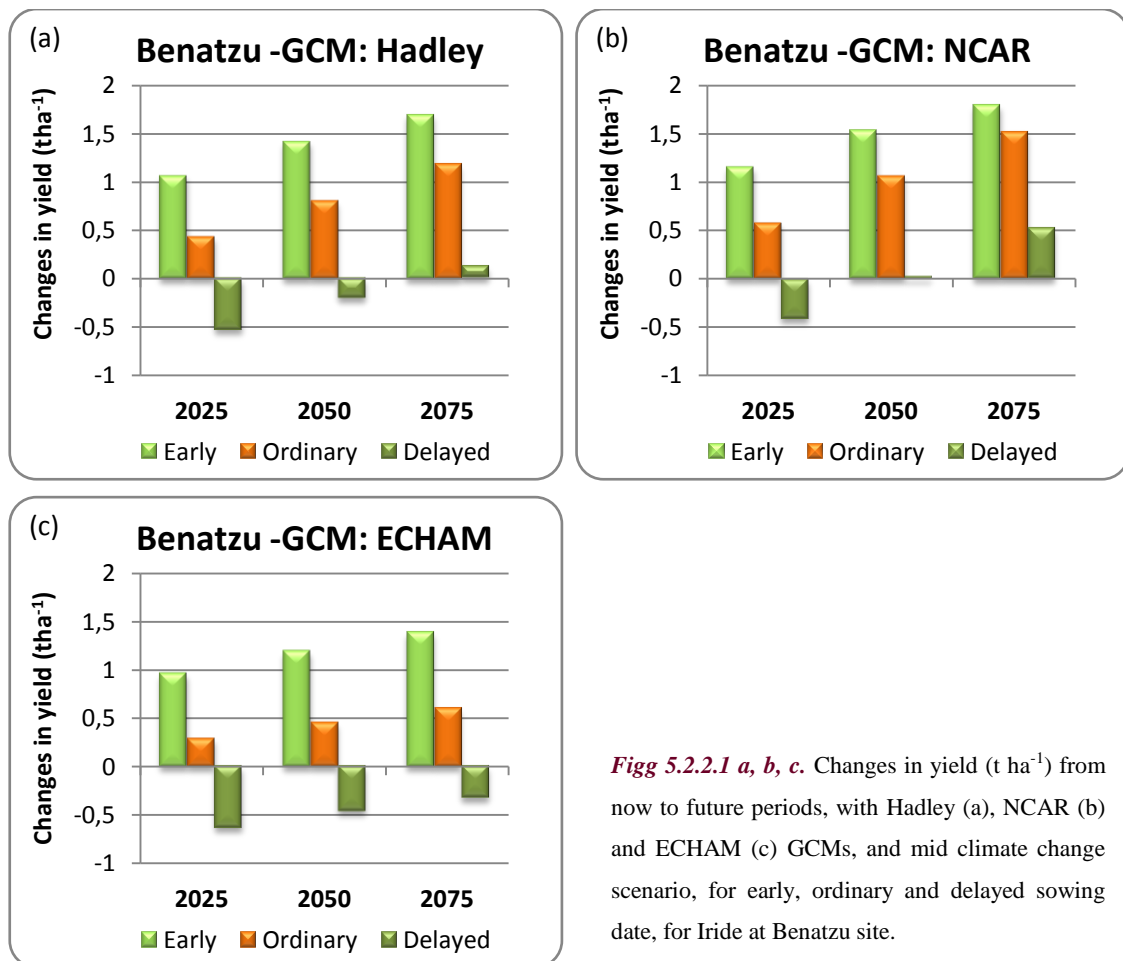 (a)
Benatzu -GCM: Hadley
Changes in yield (tha⁻¹)
2
1,5
1
0,5
0
-0,5
-1
2025 2050 2075
Early Ordinary Delayed
(b)
Benatzu -GCM: NCAR
Changes in yield (tha⁻¹)
2
1,5
1
0,5
0
-0,5
-1
2025 2050 2075
Early Ordinary Delayed
(c)
Benatzu -GCM: ECHAM
Changes in yield (tha⁻¹)
2
1,5
1
0,5
0
-0,5
-1
2025 2050 2075
Early Ordinary Delayed
Figg 5.2.2.1 a, b, c. Changes in yield (t ha⁻¹) from
now to future periods, with Hadley (a), NCAR (b)
and ECHAM (c) GCMs, and mid climate change
scenario, for early, ordinary and delayed sowing
date, for Iride at Benatzu site.